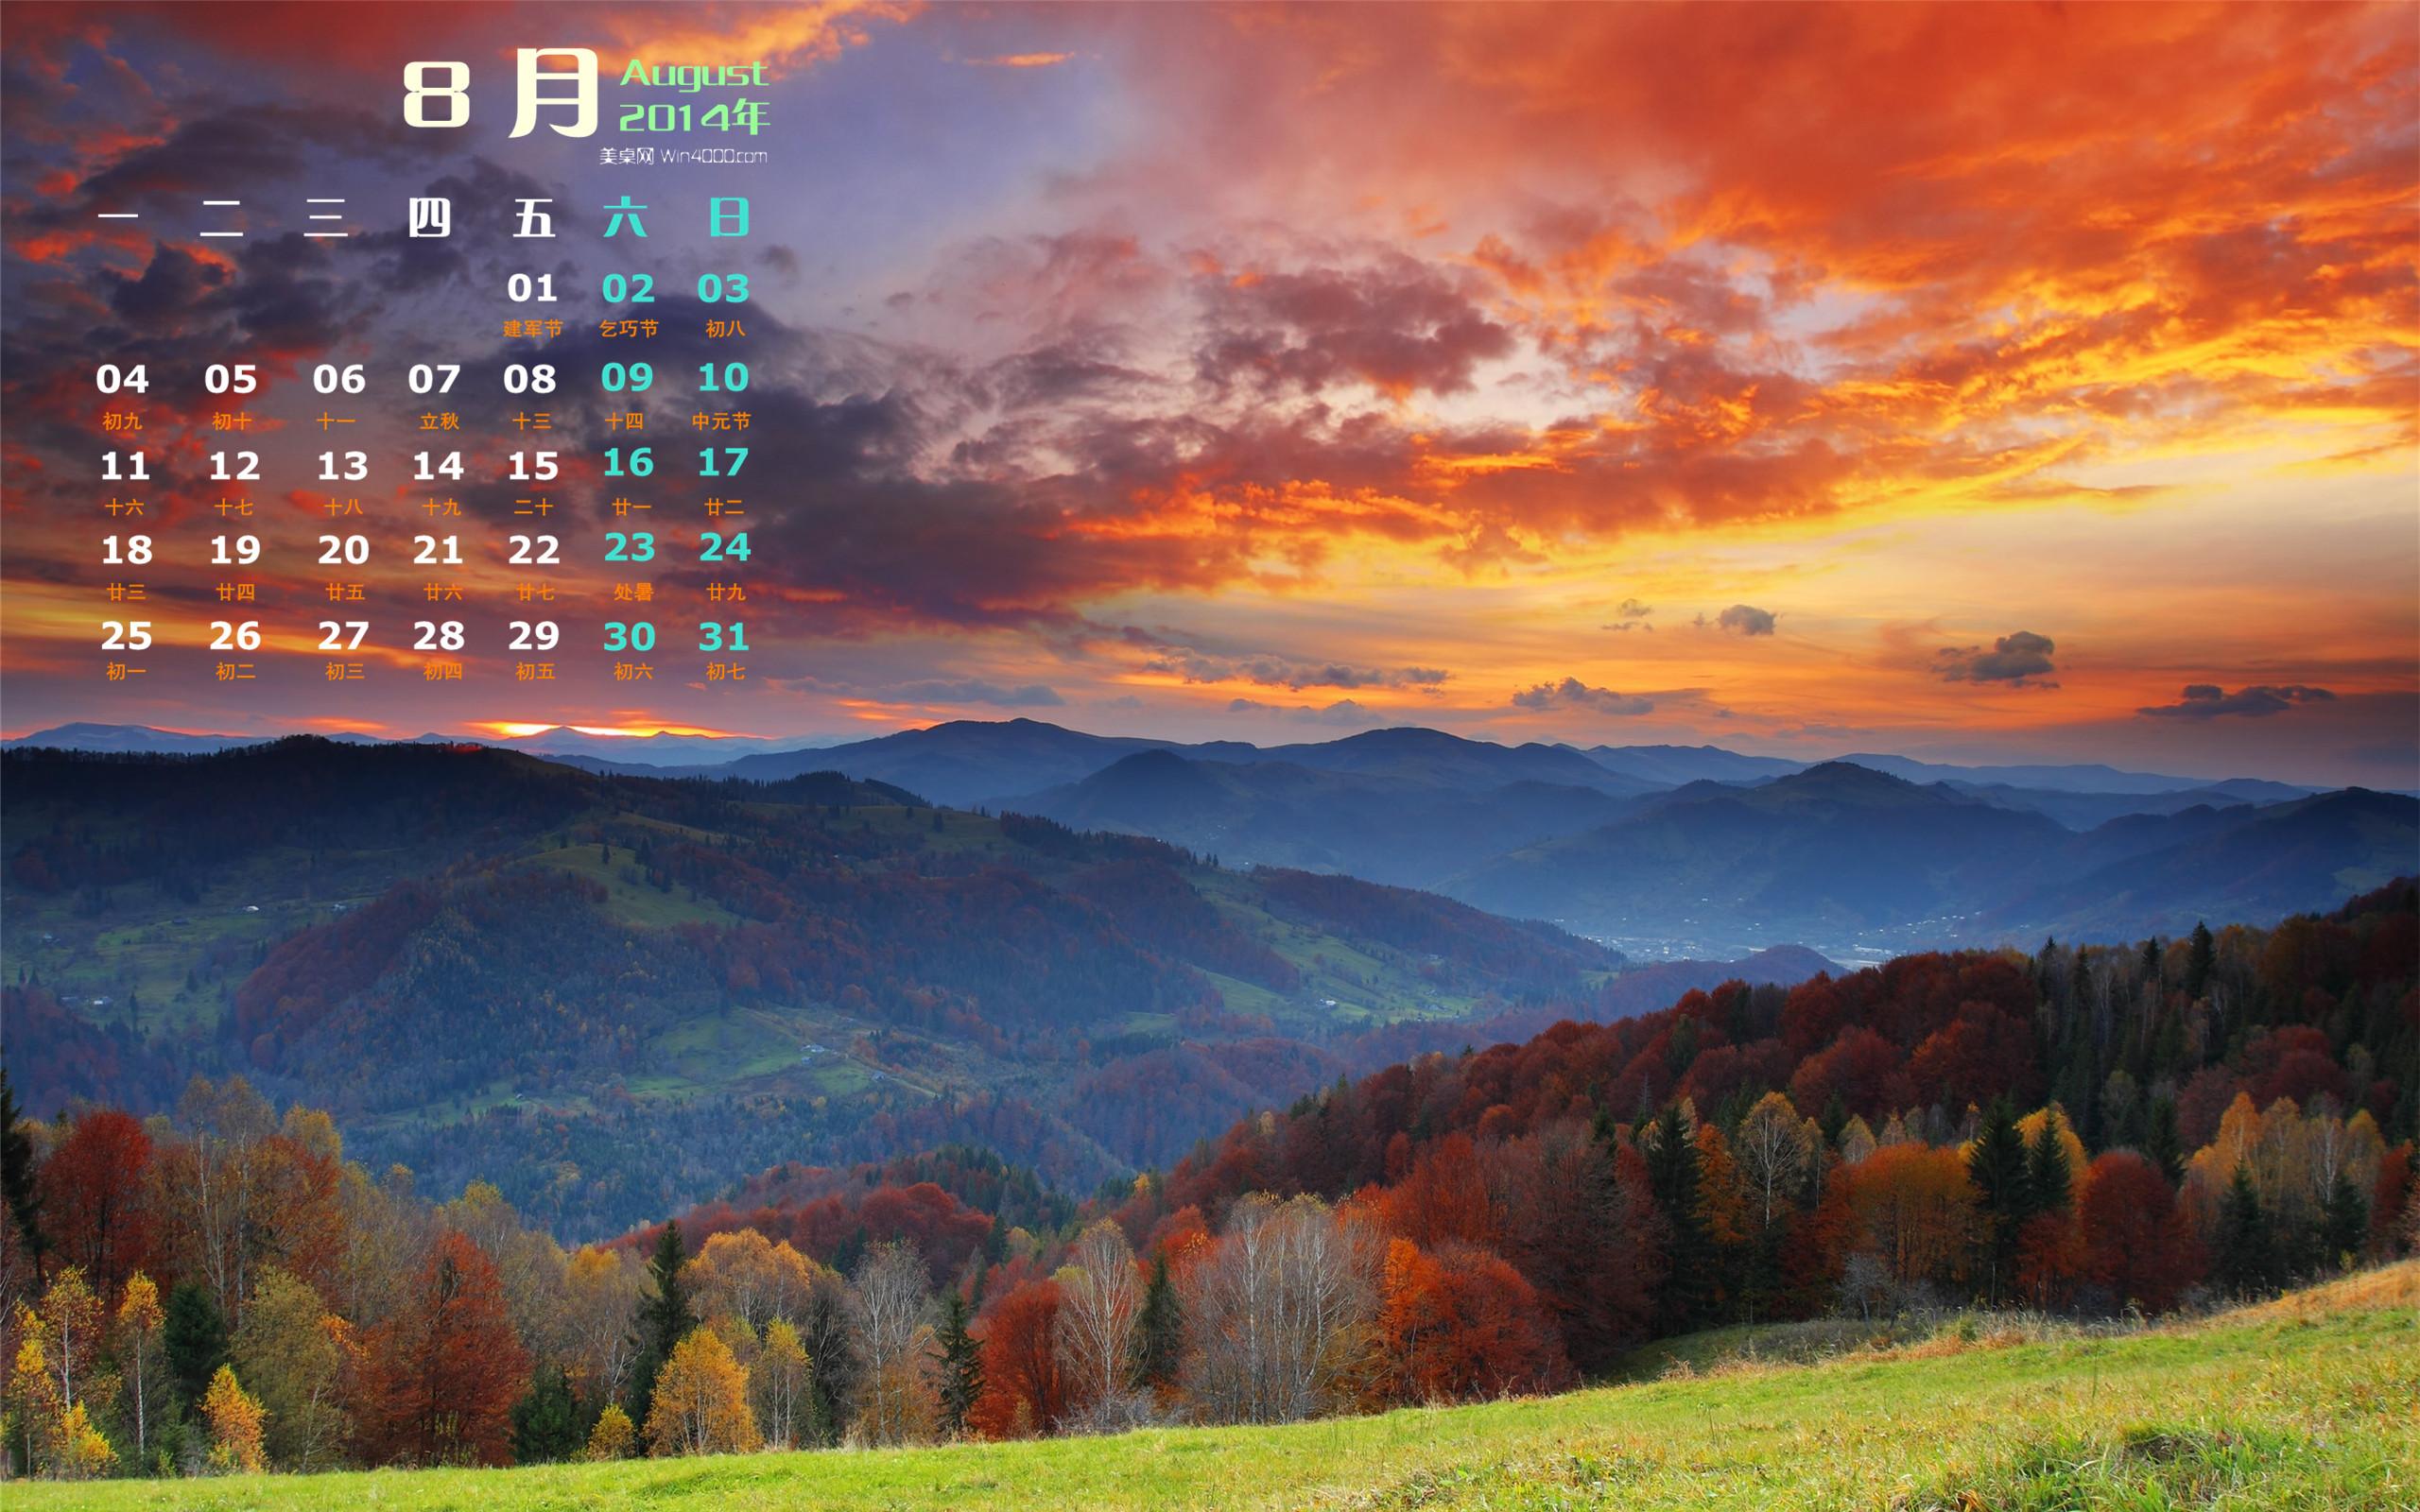 8 月 August
2014年
美桌网 Win4000.com
一 二 三 四 五 六 日
01 02 03
建军节 乞巧节 初八
04 05 06 07 08 09 10
初九 初十 十一 立秋 十三 十四 中元节
11 12 13 14 15 16 17
十六 十七 十八 十九 二十 廿一 廿二
18 19 20 21 22 23 24
廿三 廿四 廿五 廿六 廿七 处暑 廿九
25 26 27 28 29 30 31
初一 初二 初三 初四 初五 初六 初七